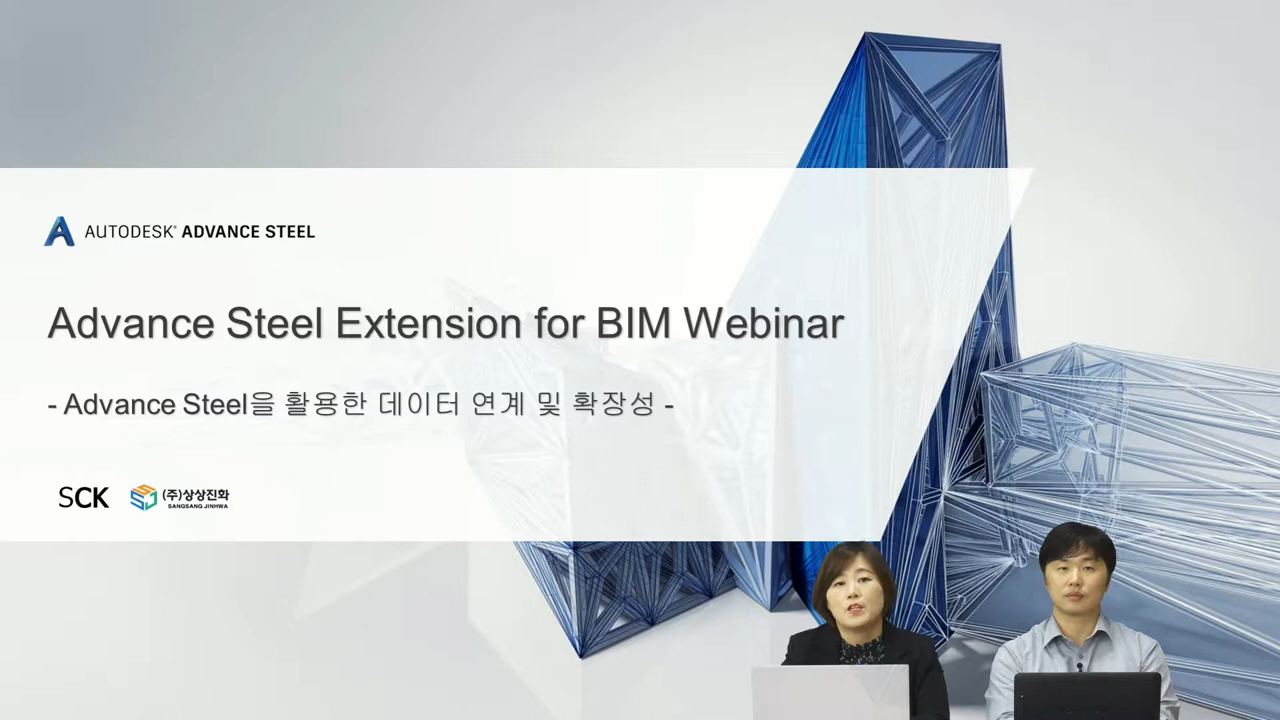 AUTODESK® ADVANCE STEEL
Advance Steel Extension for BIM Webinar
- Advance Steel을 활용한 데이터 연계 및 확장성 -
SCK (주)상상진화
SANGSANG JINHWA